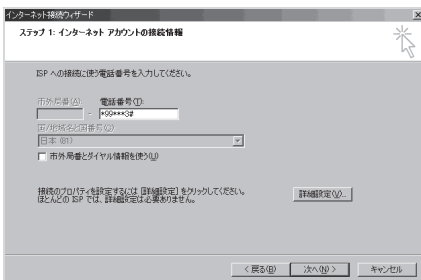 インターネット接続ウィザード
ステップ 1: インターネット アカウントの接続情報
ISP への接続に使う電話番号を入力してください。
市外局番(A): 電話番号(T):
- *99***3#
国/地域名と国番号(O)
日本 (81)
市外局番とダイヤル情報を使う(U)
接続のプロパティを設定するには [詳細設定] をクリックしてください。
ほとんどの ISP では、詳細設定は必要ありません。
詳細設定(V)...
< 戻る(B) 次へ(N) > キャンセル